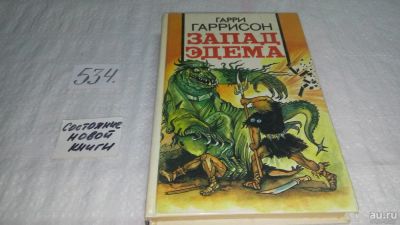 534.
Состояние
новой
книги
ГАРРИ
ГАРРИСОН
ЗАПАД
ЭДЕМА
au.ru